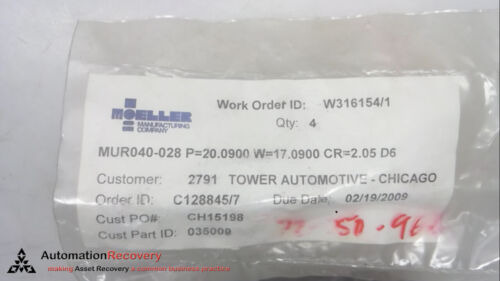 MOELLER
MANUFACTURING
COMPANY
Work Order ID: W316154/1
Qty: 4
MUR040-028 P=20.0900 W=17.0900 CR=2.05 D6
Customer: 2791 TOWER AUTOMOTIVE - CHICAGO
Order ID: C128845/7 Due Date: 02/19/2009
Cust PO#: CH15198
Cust Part ID: 035009
Automation Recovery
making Asset Recovery a common business practice